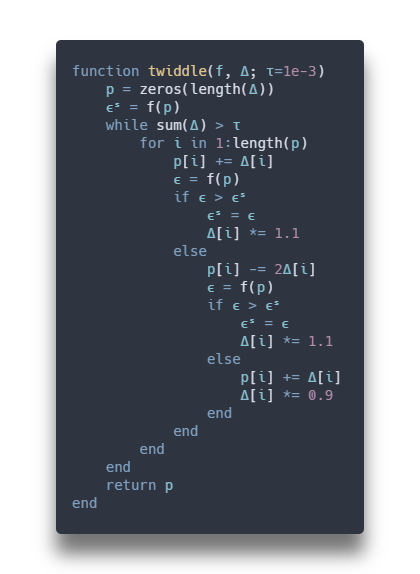 function twiddle(f, Δ; τ=1e-3)
    p = zeros(length(Δ))
    ϵˢ = f(p)
    while sum(Δ) > τ
        for i in 1:length(p)
            p[i] += Δ[i]
            ϵ = f(p)
            if ϵ > ϵˢ
                ϵˢ = ϵ
                Δ[i] *= 1.1
            else
                p[i] -= 2Δ[i]
                ϵ = f(p)
                if ϵ > ϵˢ
                    ϵˢ = ϵ
                    Δ[i] *= 1.1
                else
                    p[i] += Δ[i]
                    Δ[i] *= 0.9
                end
            end
        end
    end
    return p
end